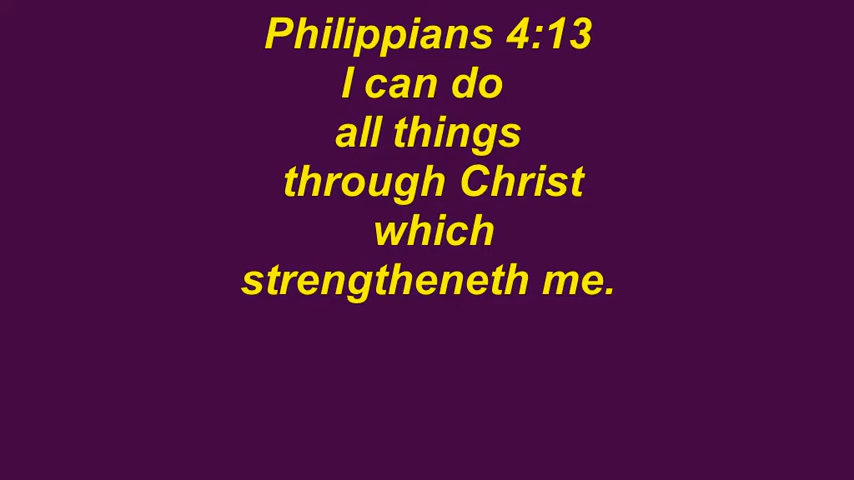 Philippians 4:13
I can do
all things
through Christ
which
strengtheneth me.